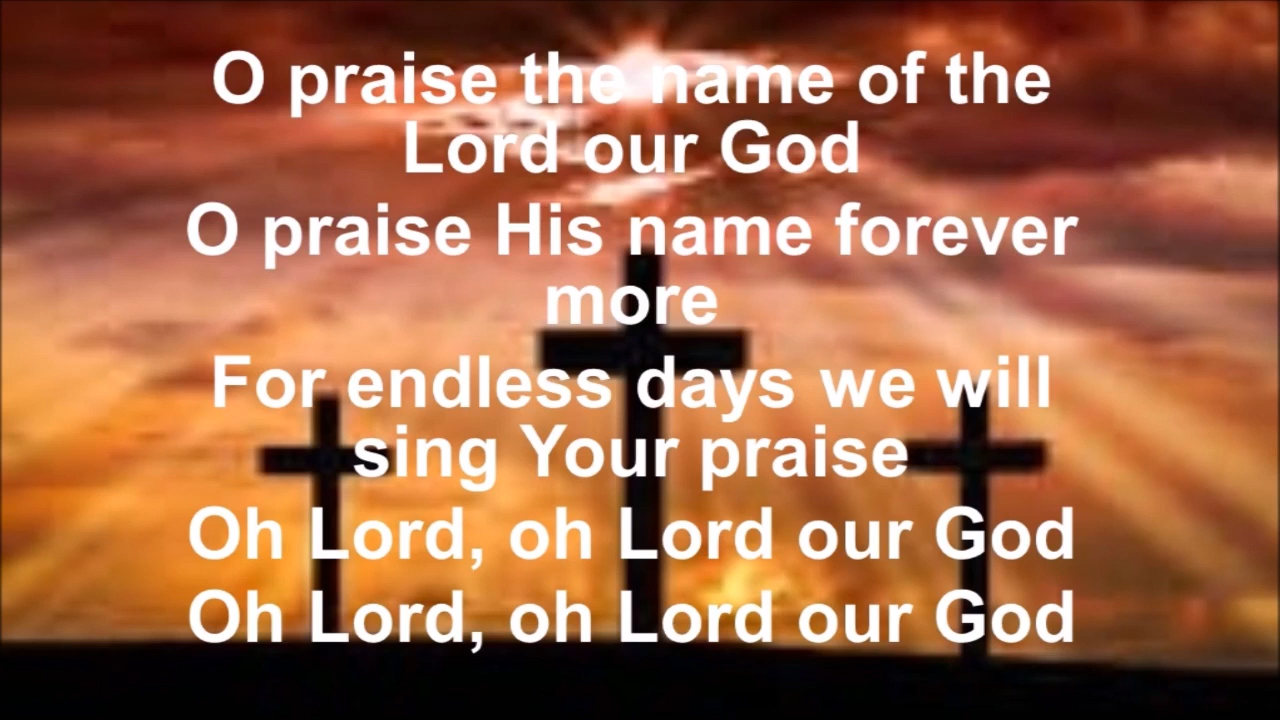 O praise the name of the
Lord our God
O praise His name forever
more
For endless days we will
sing Your praise
Oh Lord, oh Lord our God
Oh Lord, oh Lord our God